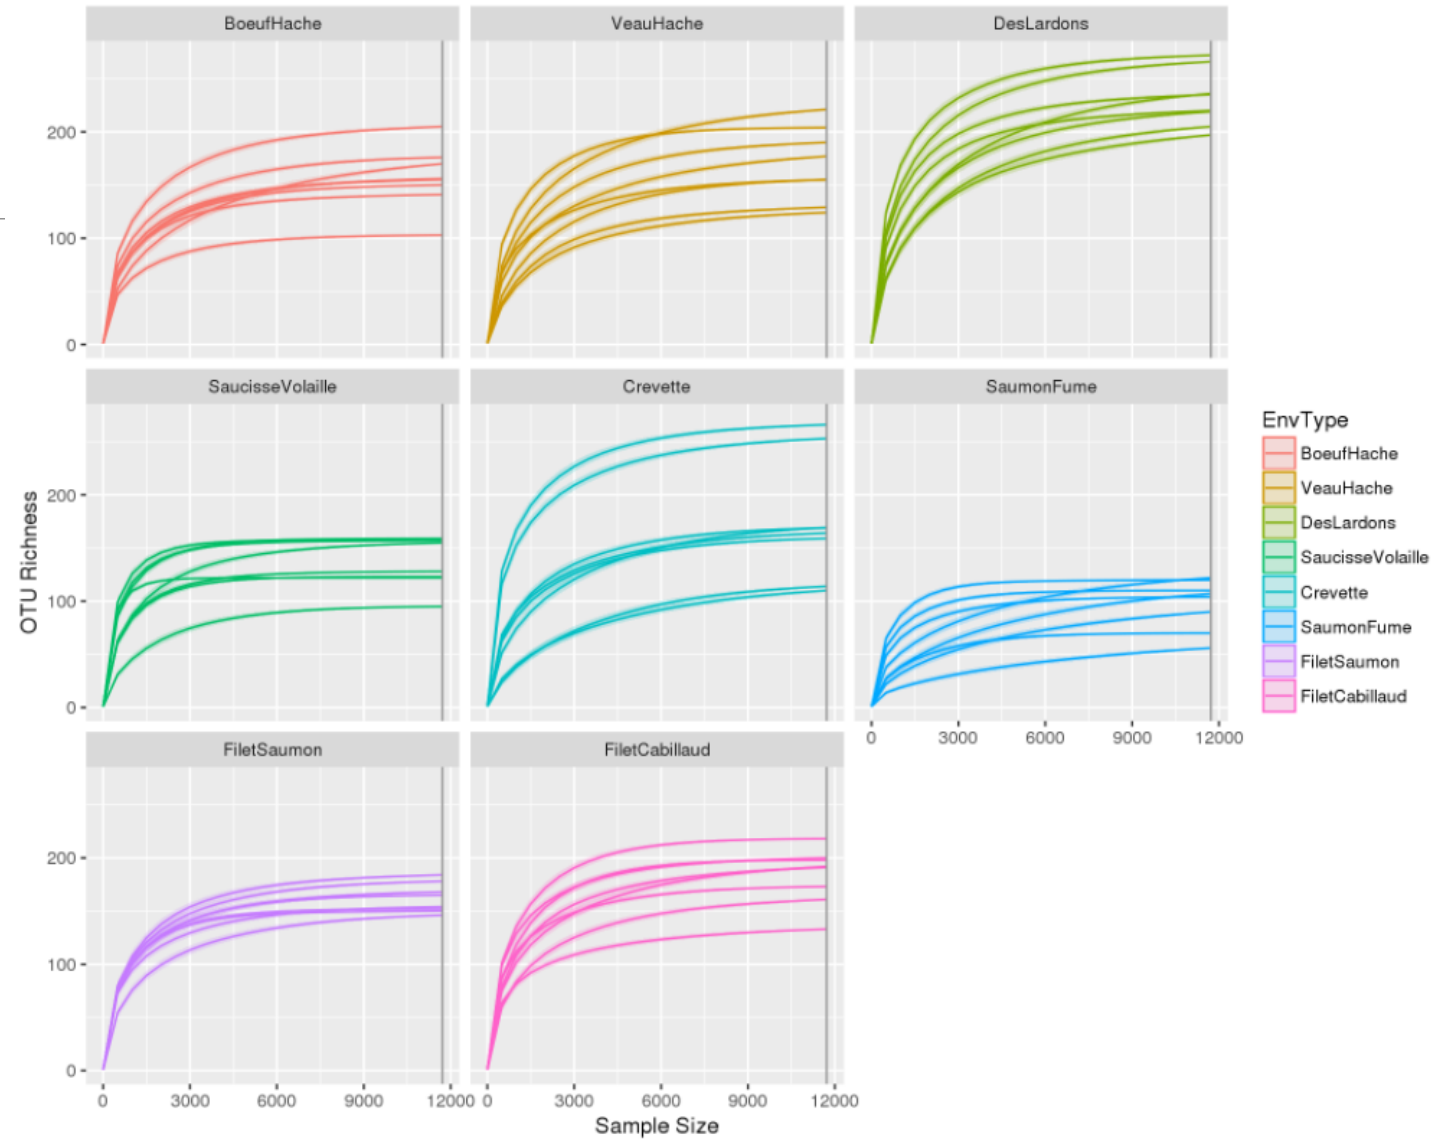 BoeufHache
VeauHache
DesLardons
200
100
0
SaucisseVolaille
Crevette
SaumonFume
200
100
0
0 3000 6000 9000 12000
FiletSaumon
FiletCabillaud
200
100
0
0 3000 6000 9000 12000
0 3000 6000 9000 12000
OTU Richness
Sample Size
EnvType
BoeufHache
VeauHache
DesLardons
SaucisseVolaille
Crevette
SaumonFume
FiletSaumon
FiletCabillaud